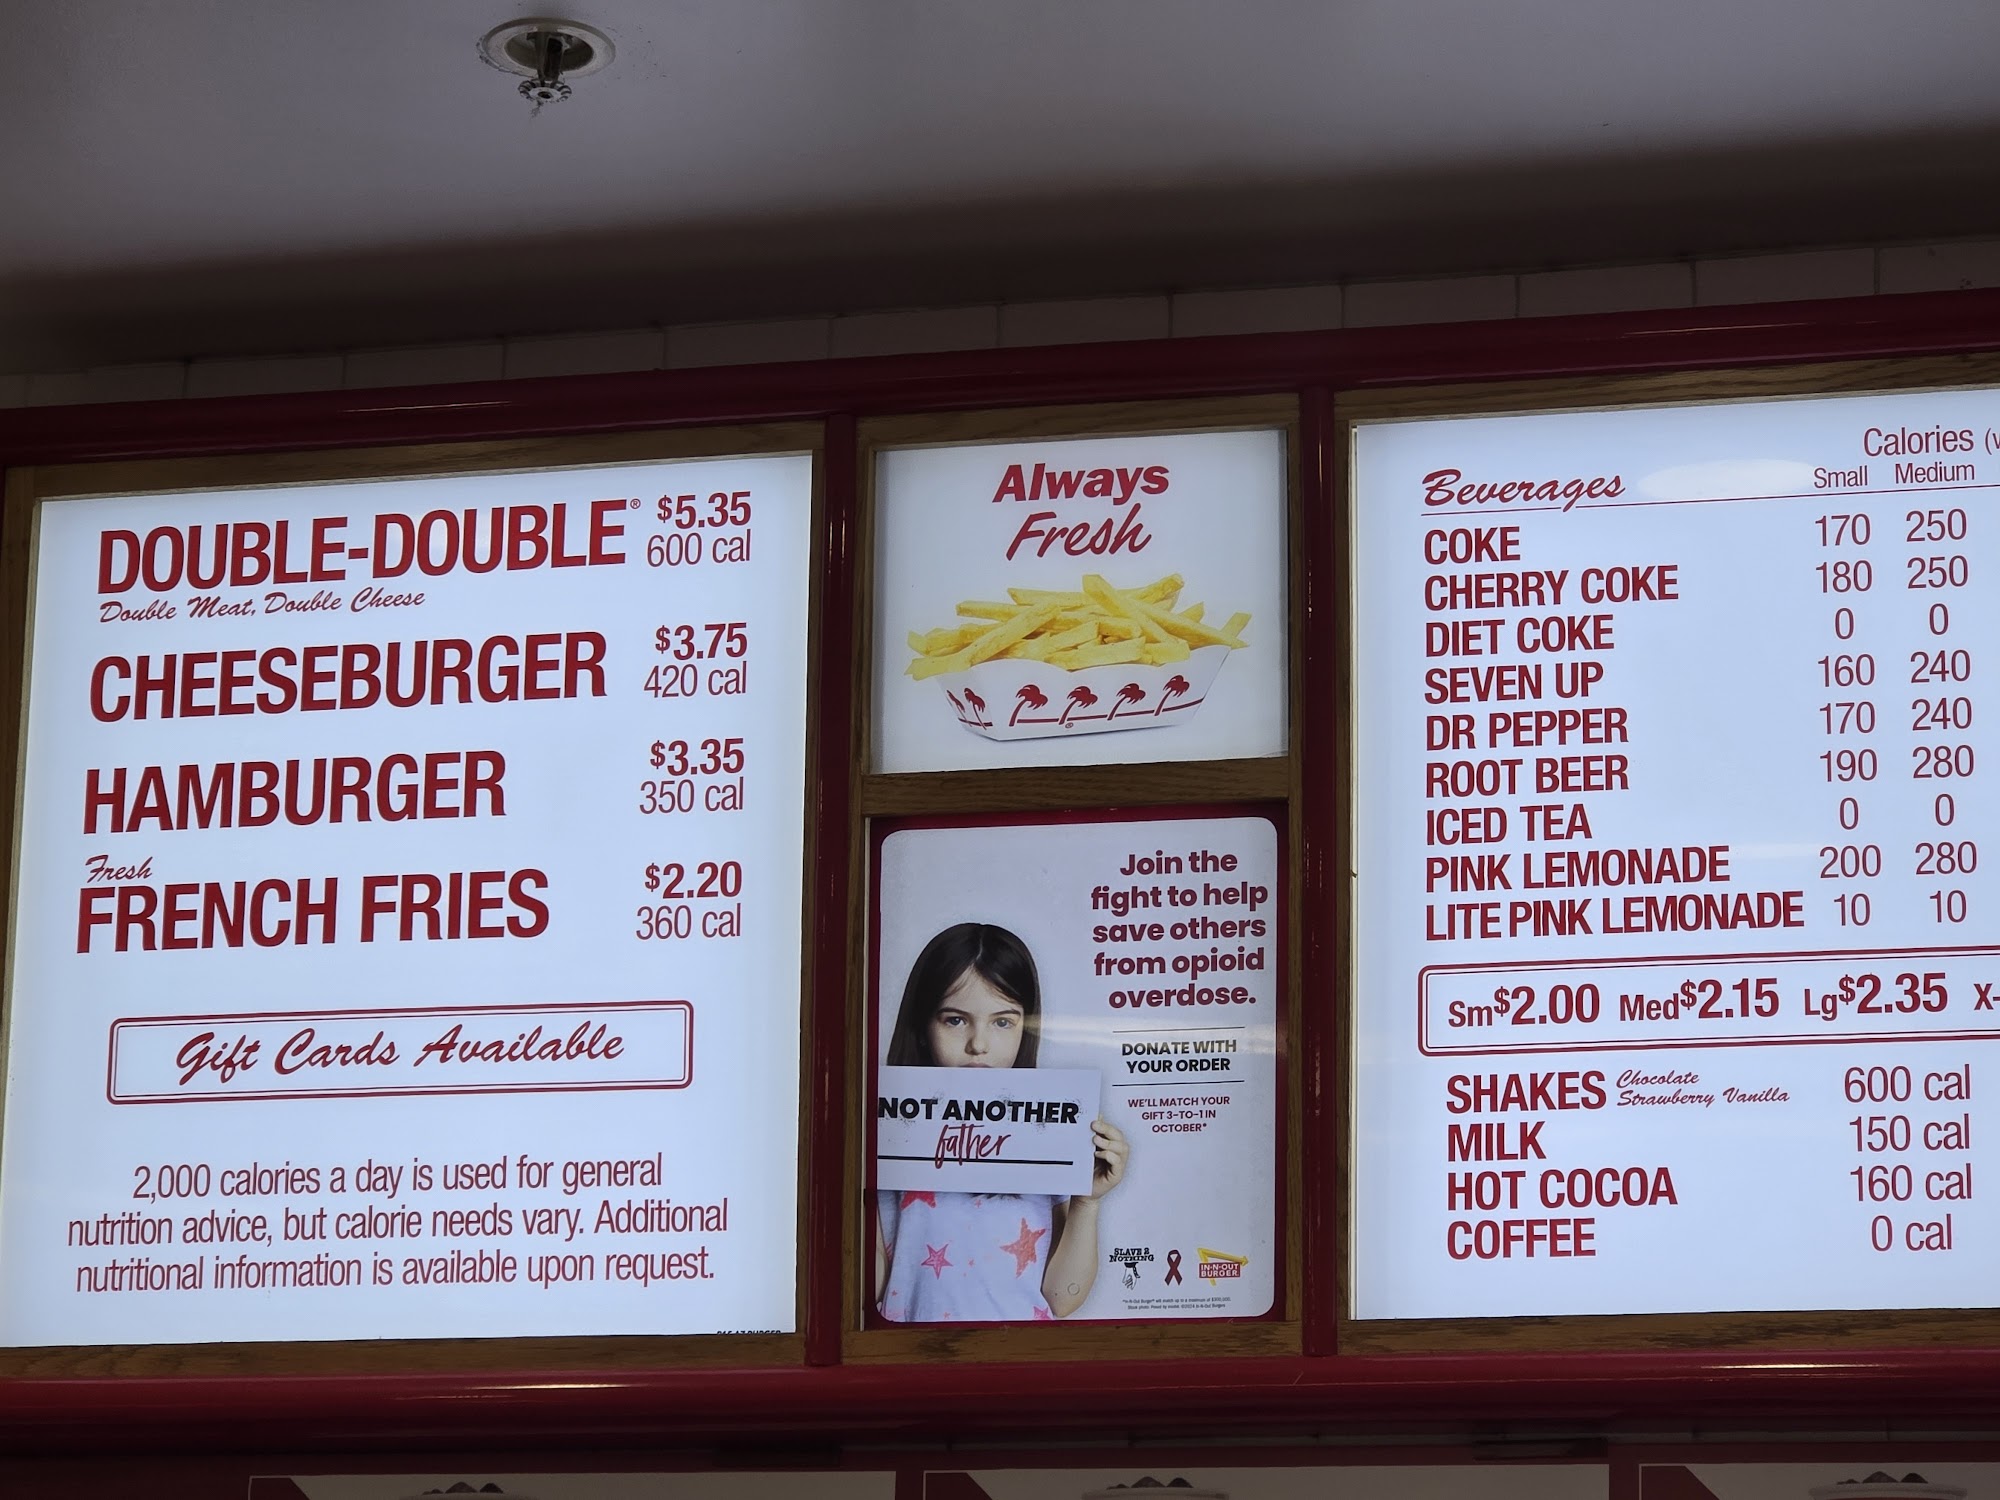 DOUBLE-DOUBLE® $5.35
600 cal
Double Meat, Double Cheese
CHEESEBURGER $3.75
420 cal
HAMBURGER $3.35
350 cal
Fresh
FRENCH FRIES $2.20
360 cal
Gift Cards Available
2,000 calories a day is used for general
nutrition advice, but calorie needs vary. Additional
nutritional information is available upon request.
Always
Fresh
Join the
fight to help
save others
from opioid
overdose.
DONATE WITH
YOUR ORDER
WE'LL MATCH YOUR
GIFT 3-TO-1 IN
OCTOBER*
NOT ANOTHER
father
SLAVE 2
NOTHING
IN-N-OUT
BURGER
Calories
Beverages Small Medium
COKE 170 250
CHERRY COKE 180 250
DIET COKE 0 0
SEVEN UP 160 240
DR PEPPER 170 240
ROOT BEER 190 280
ICED TEA 0 0
PINK LEMONADE 200 280
LITE PINK LEMONADE 10 10
Sm$2.00 Med$2.15 Lg$2.35 X-
SHAKES Chocolate
Strawberry Vanilla 600 cal
MILK 150 cal
HOT COCOA 160 cal
COFFEE 0 cal